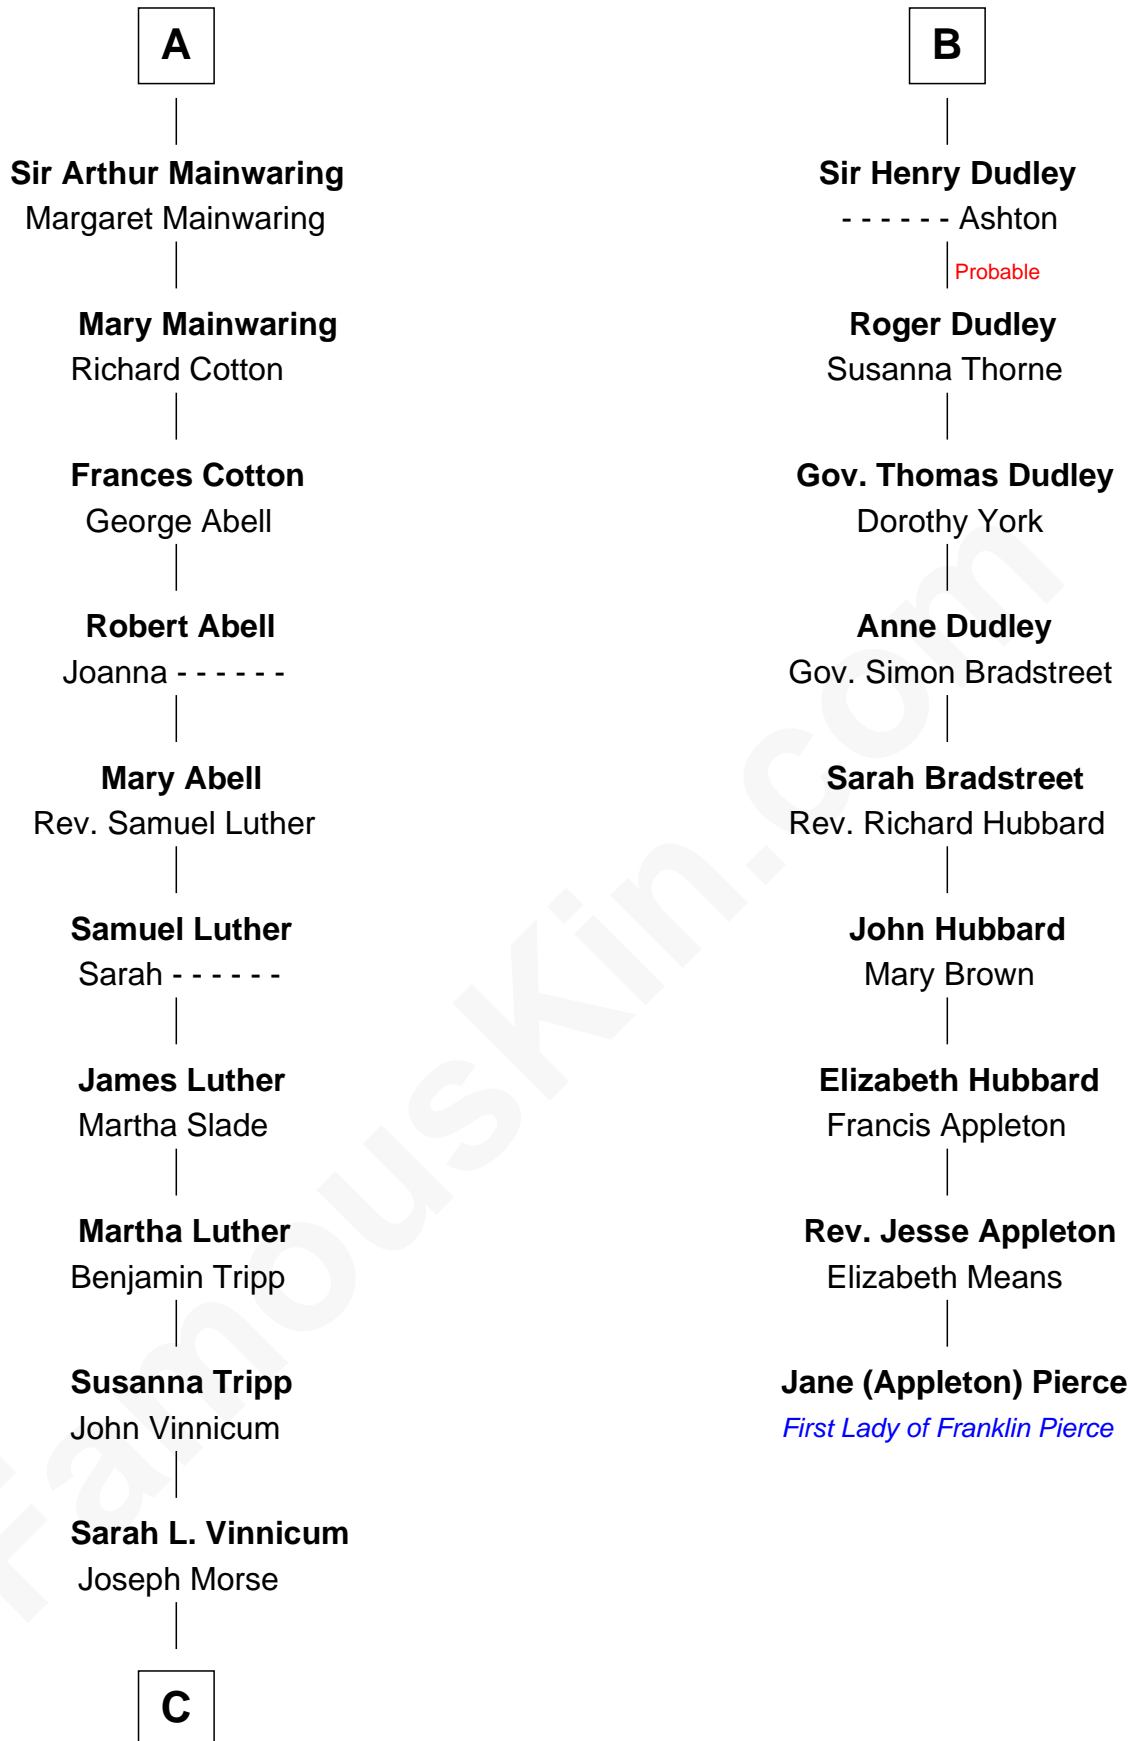 A
Sir Arthur Mainwaring
Margaret Mainwaring
Mary Mainwaring
Richard Cotton
Frances Cotton
George Abell
Robert Abell
Joanna - - - - - -
Mary Abell
Rev. Samuel Luther
Samuel Luther
Sarah - - - - - -
James Luther
Martha Slade
Martha Luther
Benjamin Tripp
Susanna Tripp
John Vinnicum
Sarah L. Vinnicum
Joseph Morse
C
B
Sir Henry Dudley
- - - - - - Ashton
Probable
Roger Dudley
Susanna Thorne
Gov. Thomas Dudley
Dorothy York
Anne Dudley
Gov. Simon Bradstreet
Sarah Bradstreet
Rev. Richard Hubbard
John Hubbard
Mary Brown
Elizabeth Hubbard
Francis Appleton
Rev. Jesse Appleton
Elizabeth Means
Jane (Appleton) Pierce
First Lady of Franklin Pierce
FamousKin.com